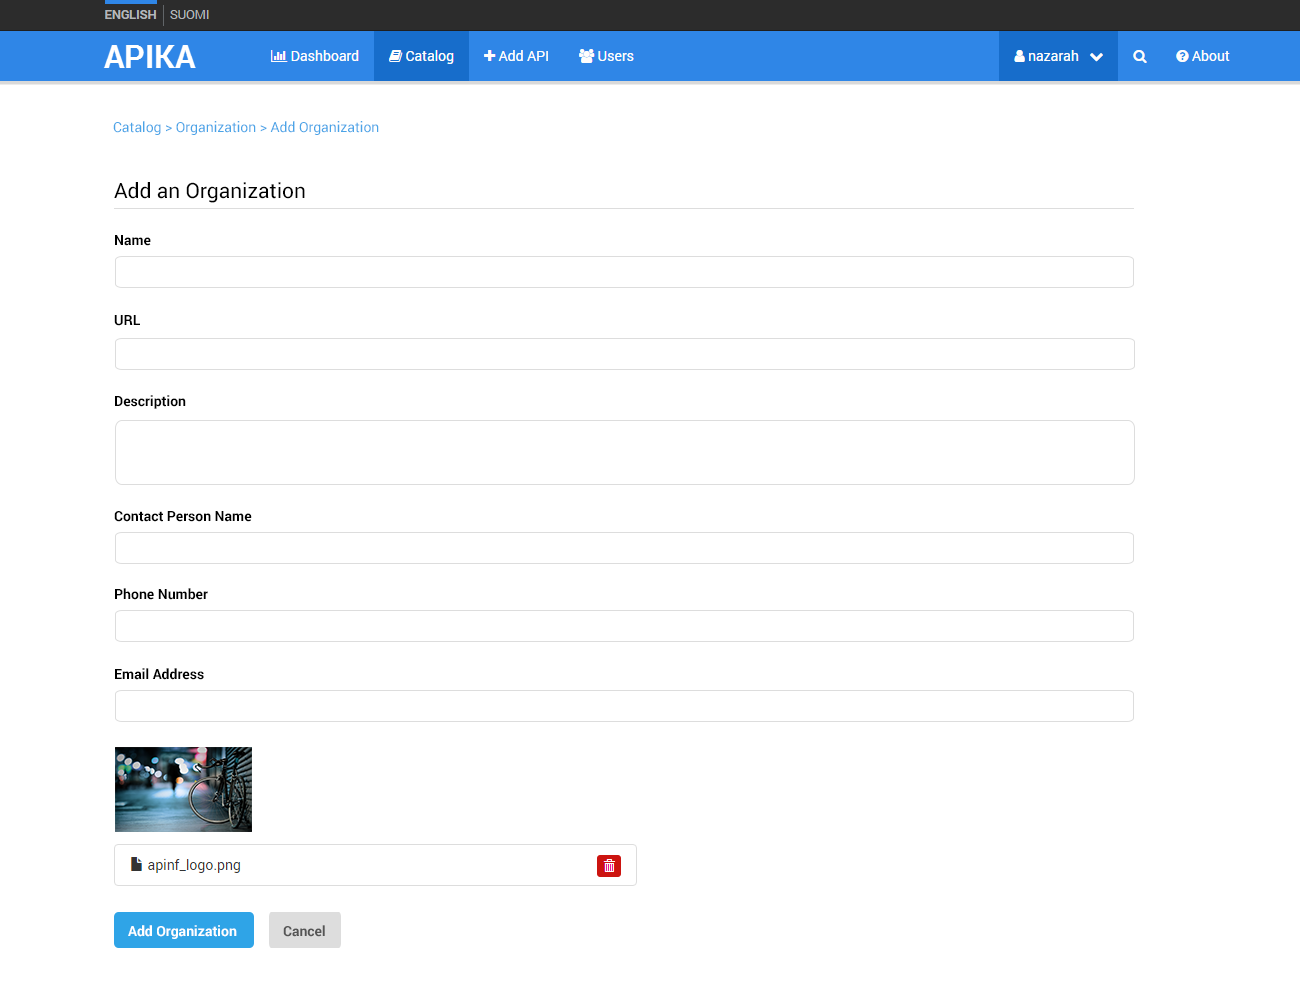 ENGLISH SUOMI
APIKA Dashboard Catalog Add API Users nazarah About
Catalog > Organization > Add Organization
Add an Organization
Name
URL
Description
Contact Person Name
Phone Number
Email Address
apinf_logo.png
Add Organization Cancel